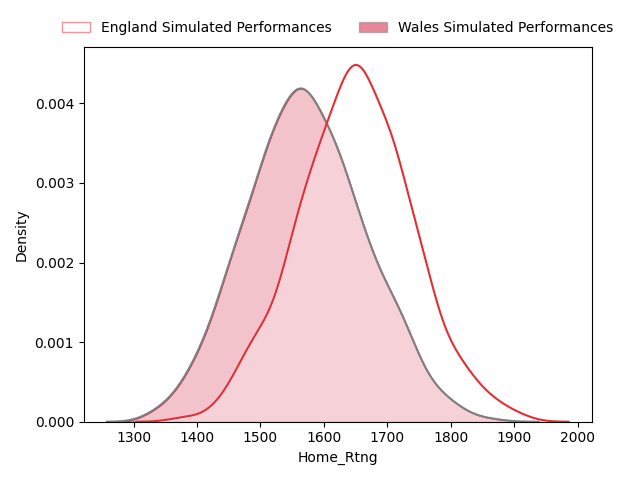 England Simulated Performances Wales Simulated Performances
0.004
0.003
0.002
0.001
0.000
Density
1300 1400 1500 1600 1700 1800 1900 2000
Home_Rtng